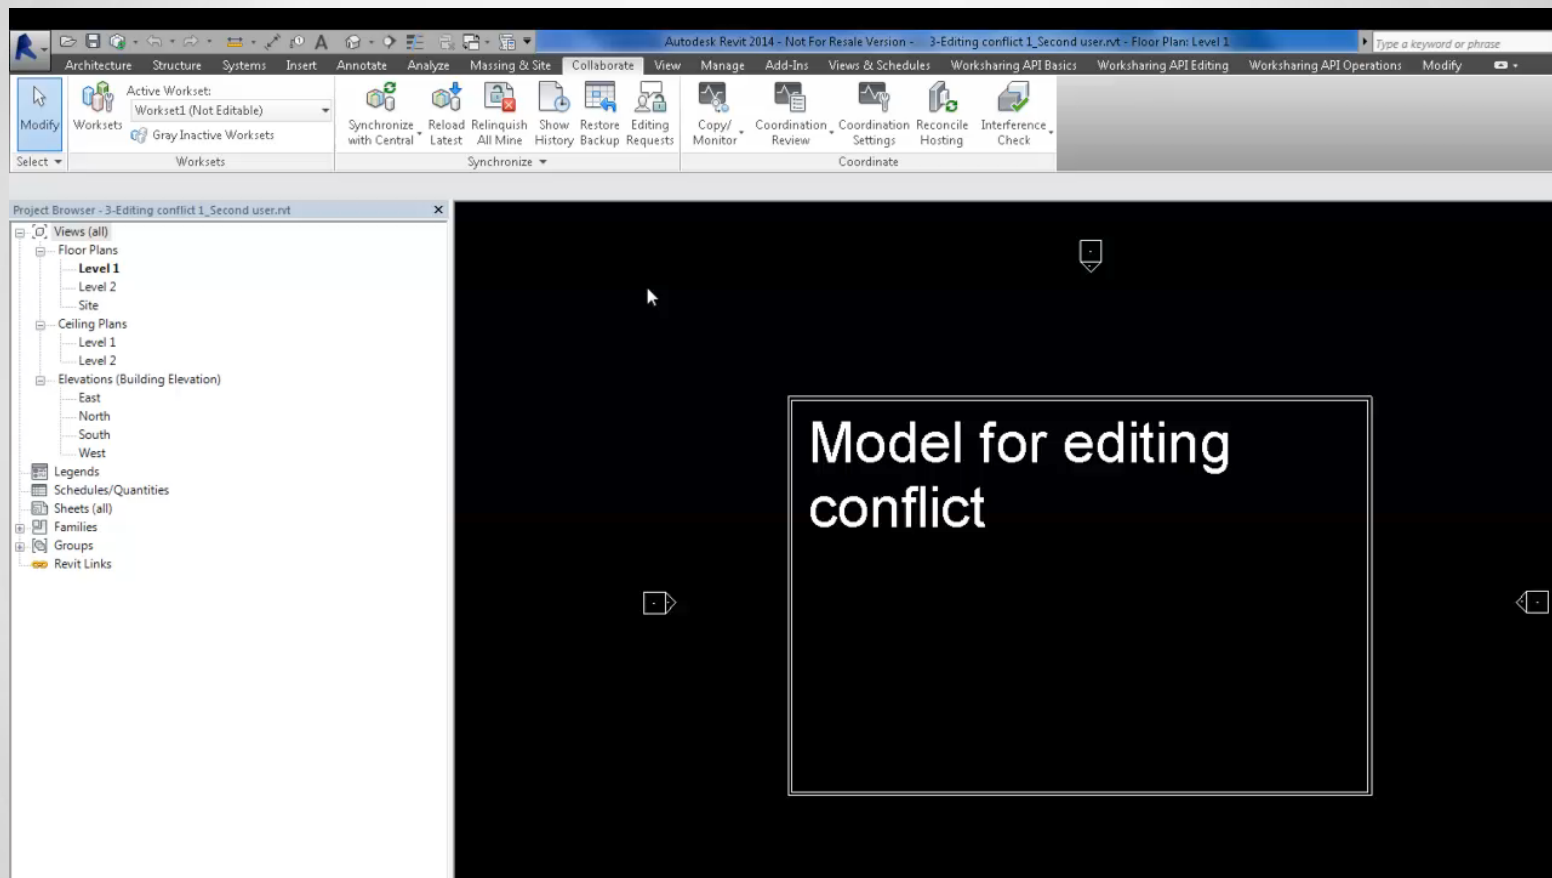 Autodesk Revit 2014 - Not For Resale Version - 3-Editing conflict 1_Second user.rvt - Floor Plan: Level 1
Type a keyword or phrase
Architecture Structure Systems Insert Annotate Analyze Massing & Site Collaborate View Manage Add-Ins Views & Schedules Worksharing API Basics Worksharing API Editing Worksharing API Operations Modify
Modify
Worksets
Active Workset:
Workset1 (Not Editable)
Gray Inactive Worksets
Synchronize
with Central
Reload
Latest
Relinquish
All Mine
Show
History
Restore
Backup
Editing
Requests
Copy/
Monitor
Coordination
Review
Coordination
Settings
Reconcile
Hosting
Interference
Check
Select Worksets Synchronize Coordinate
Project Browser - 3-Editing conflict 1_Second user.rvt
Views (all)
Floor Plans
Level 1
Level 2
Site
Ceiling Plans
Level 1
Level 2
Elevations (Building Elevation)
East
North
South
West
Legends
Schedules/Quantities
Sheets (all)
Families
Groups
Revit Links
Model for editing
conflict